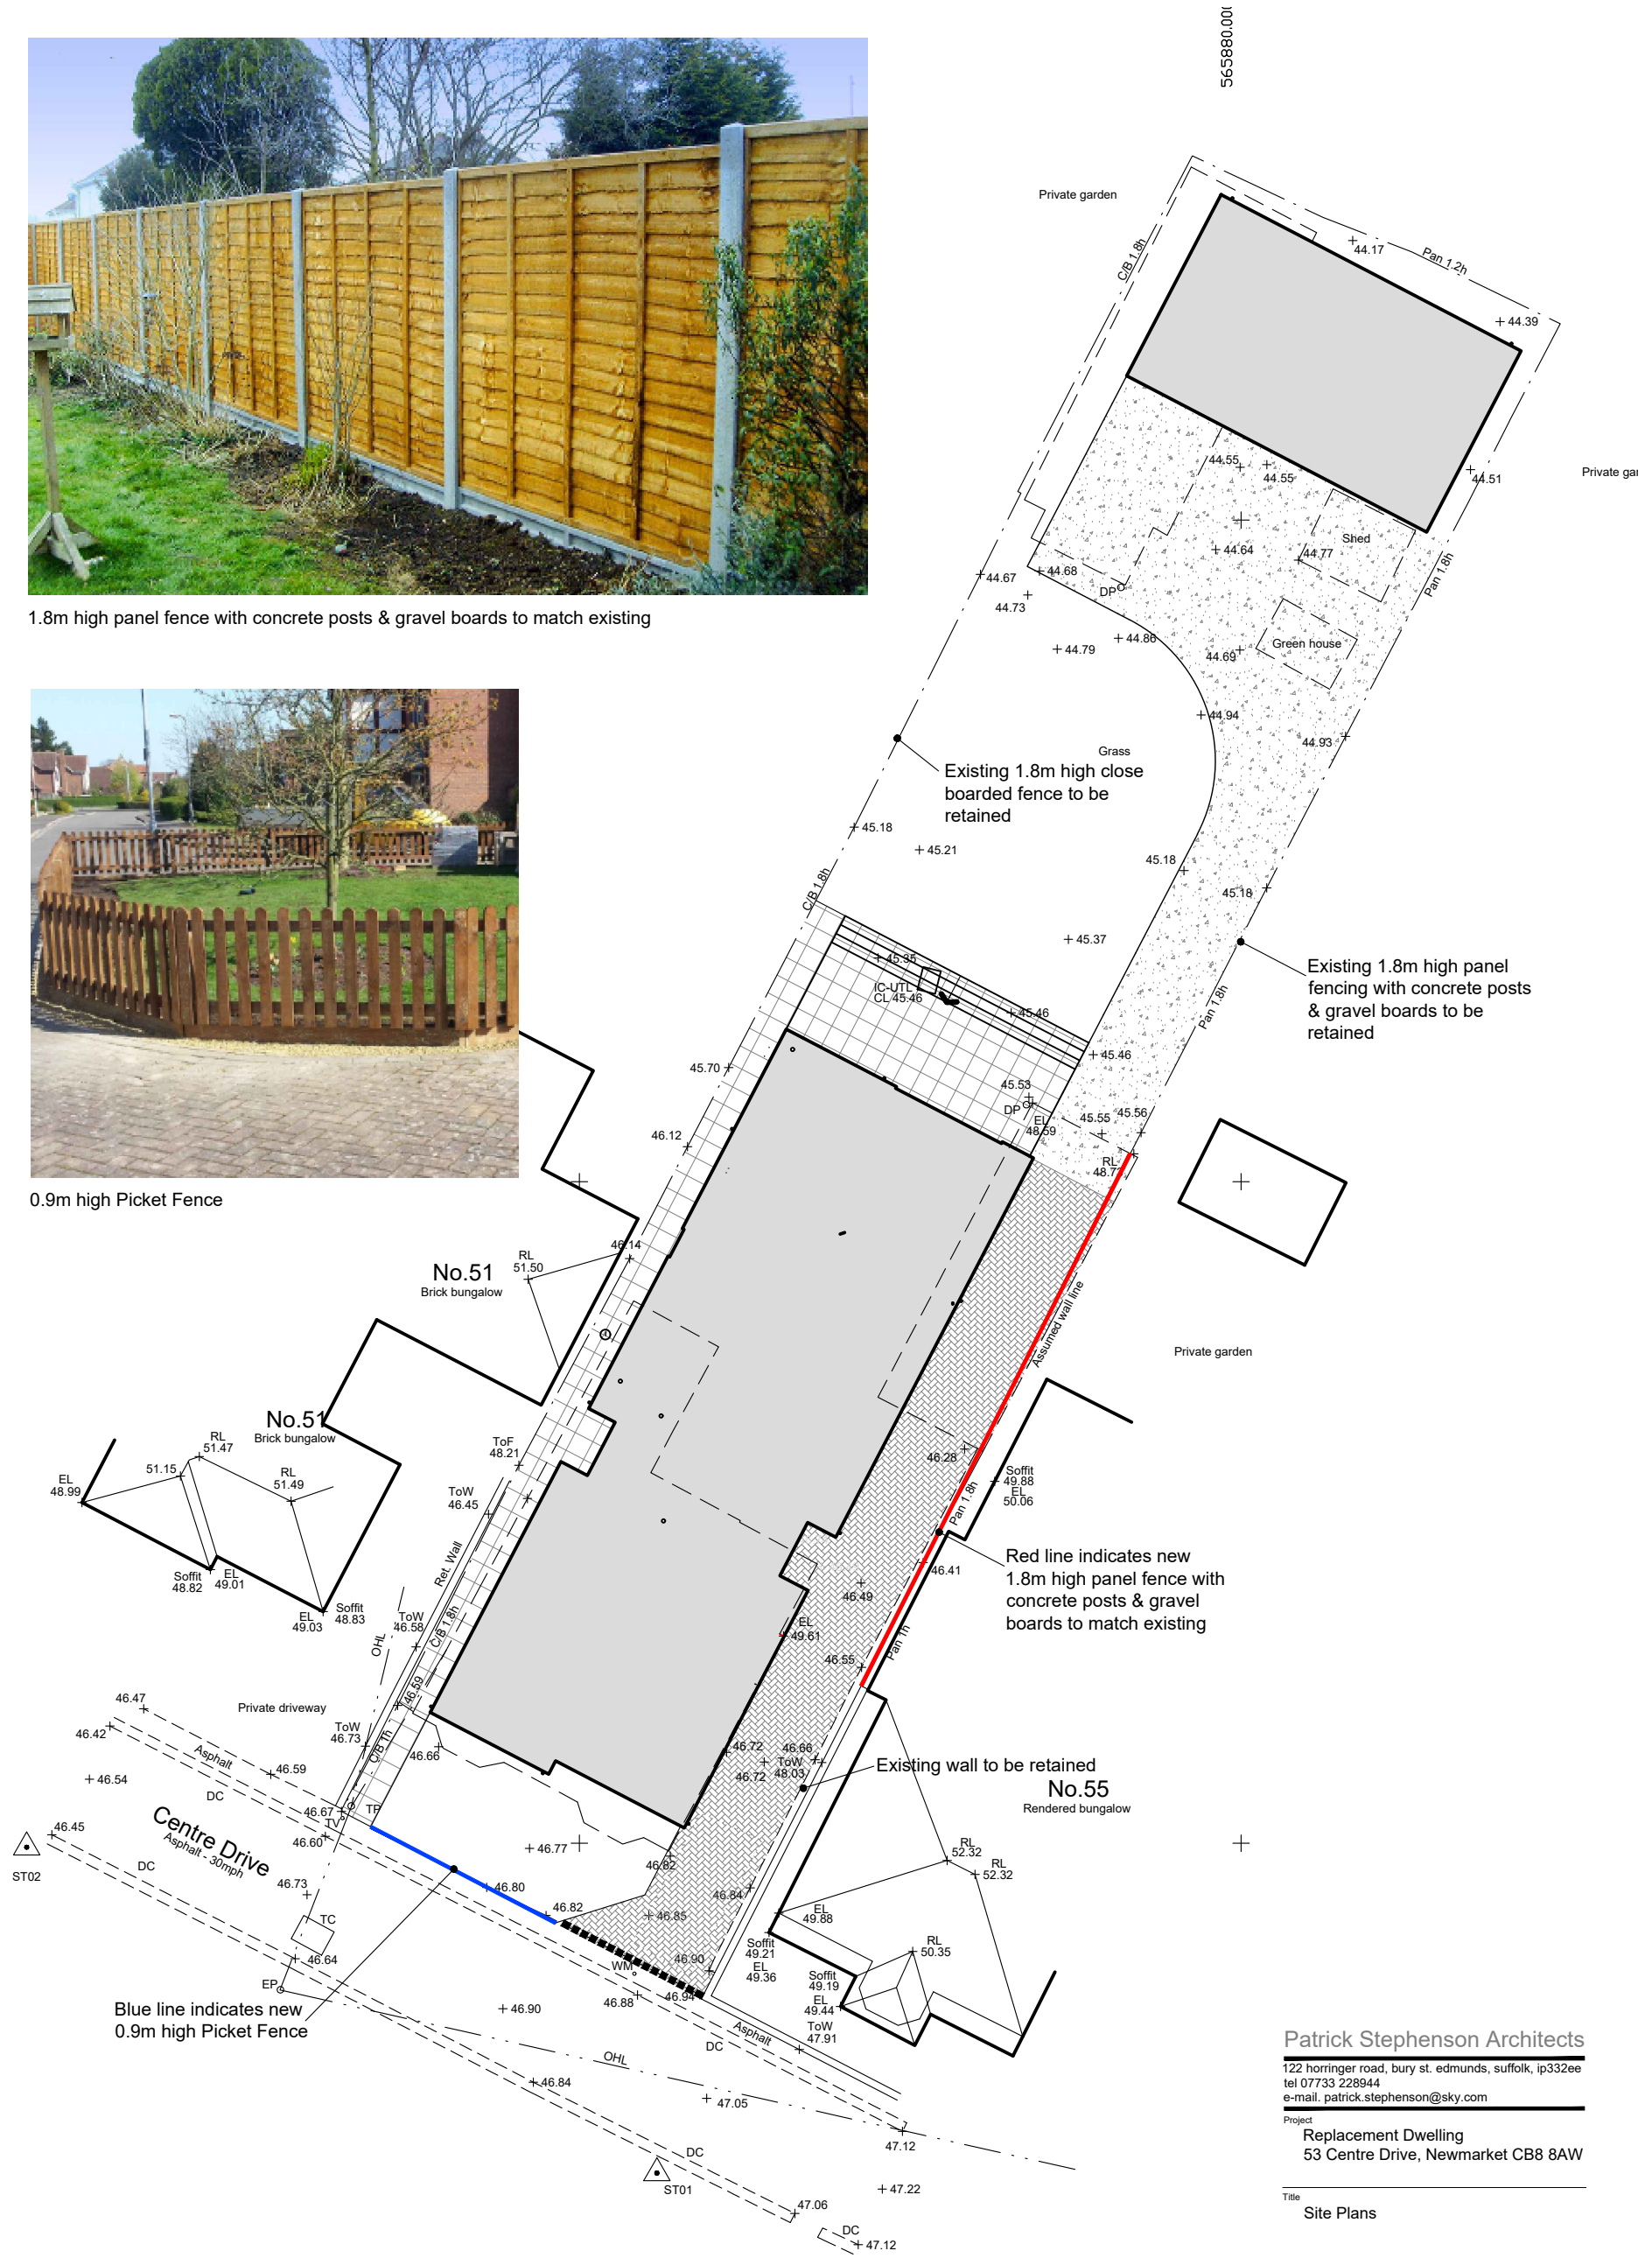 565880.00
Private garden
C/B 1.8h
44.17
Pan 1.2h
44.39
44.55
44.55
44.51
Private gar
Shed
44.64
44.77
Pan 1.8h
44.67
44.68
DP
44.73
1.8m high panel fence with concrete posts & gravel boards to match existing
44.86
44.79
44.69
Green house
44.94
44.93
Grass
Existing 1.8m high close
boarded fence to be
retained
45.18
45.21
45.18
45.18
C/B 1.8h
45.37
45.35
IC-UTL
CL 45.46
45.46
Existing 1.8m high panel
fencing with concrete posts
& gravel boards to be
retained
Pan 1.8h
45.46
45.70
45.53
DP
EL
48.59
45.55
45.56
46.12
RL
0.9m high Picket Fence
46.14
No.51
Brick bungalow
RL
51.50
Assumed wall line
Private garden
No.51
Brick bungalow
RL
51.47
51.15
RL
51.49
EL
48.99
ToF
48.21
ToW
46.45
46.28
Soffit
49.88
EL
50.06
Pan 1.8h
Ret. Wall
Red line indicates new
1.8m high panel fence with
concrete posts & gravel
boards to match existing
46.41
46.49
Soffit
48.82
EL
49.01
EL
49.03
Soffit
48.83
OHL
ToW
46.58
C/B 1.8h
EL
49.61
Pan 1h
46.55
46.59
46.47
46.42
Private driveway
ToW
46.73
C/B 1h
46.66
Asphalt
46.59
46.54
DC
46.72
46.72
46.66
ToW
48.03
Existing wall to be retained
No.55
Rendered bungalow
46.67
TP
TV
46.60
46.45
Centre Drive
Asphalt - 30mph
ST02
DC
46.77
46.82
RL
52.32
RL
52.32
46.73
46.80
46.82
46.84
46.85
EL
49.88
TC
46.64
EP
WM
46.90
Soffit
49.21
EL
49.36
RL
50.35
Soffit
49.19
EL
49.44
ToW
47.91
Blue line indicates new
0.9m high Picket Fence
46.90
46.88
46.94
Asphalt
DC
OHL
46.84
47.05
47.12
DC
ST01
47.22
47.06
DC
47.12
Patrick Stephenson Architects
122 horringer road, bury st. edmunds, suffolk, ip332ee
tel 07733 228944
e-mail. patrick.stephenson@sky.com
Project
Replacement Dwelling
53 Centre Drive, Newmarket CB8 8AW
Title
Site Plans